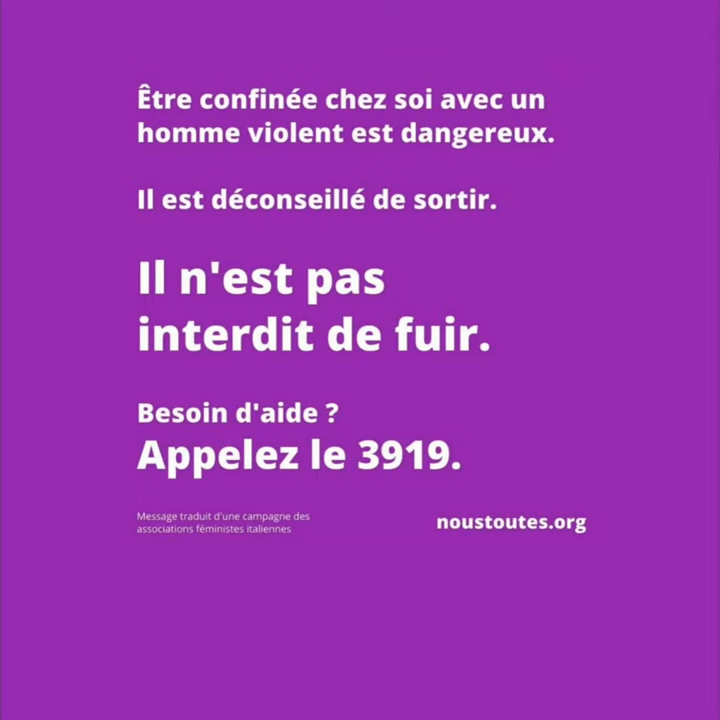 Être confinée chez soi avec un
homme violent est dangereux.
Il est déconseillé de sortir.
Il n'est pas
interdit de fuir.
Besoin d'aide ?
Appelez le 3919.
Message traduit d'une campagne des
associations féministes italiennes
noustoutes.org